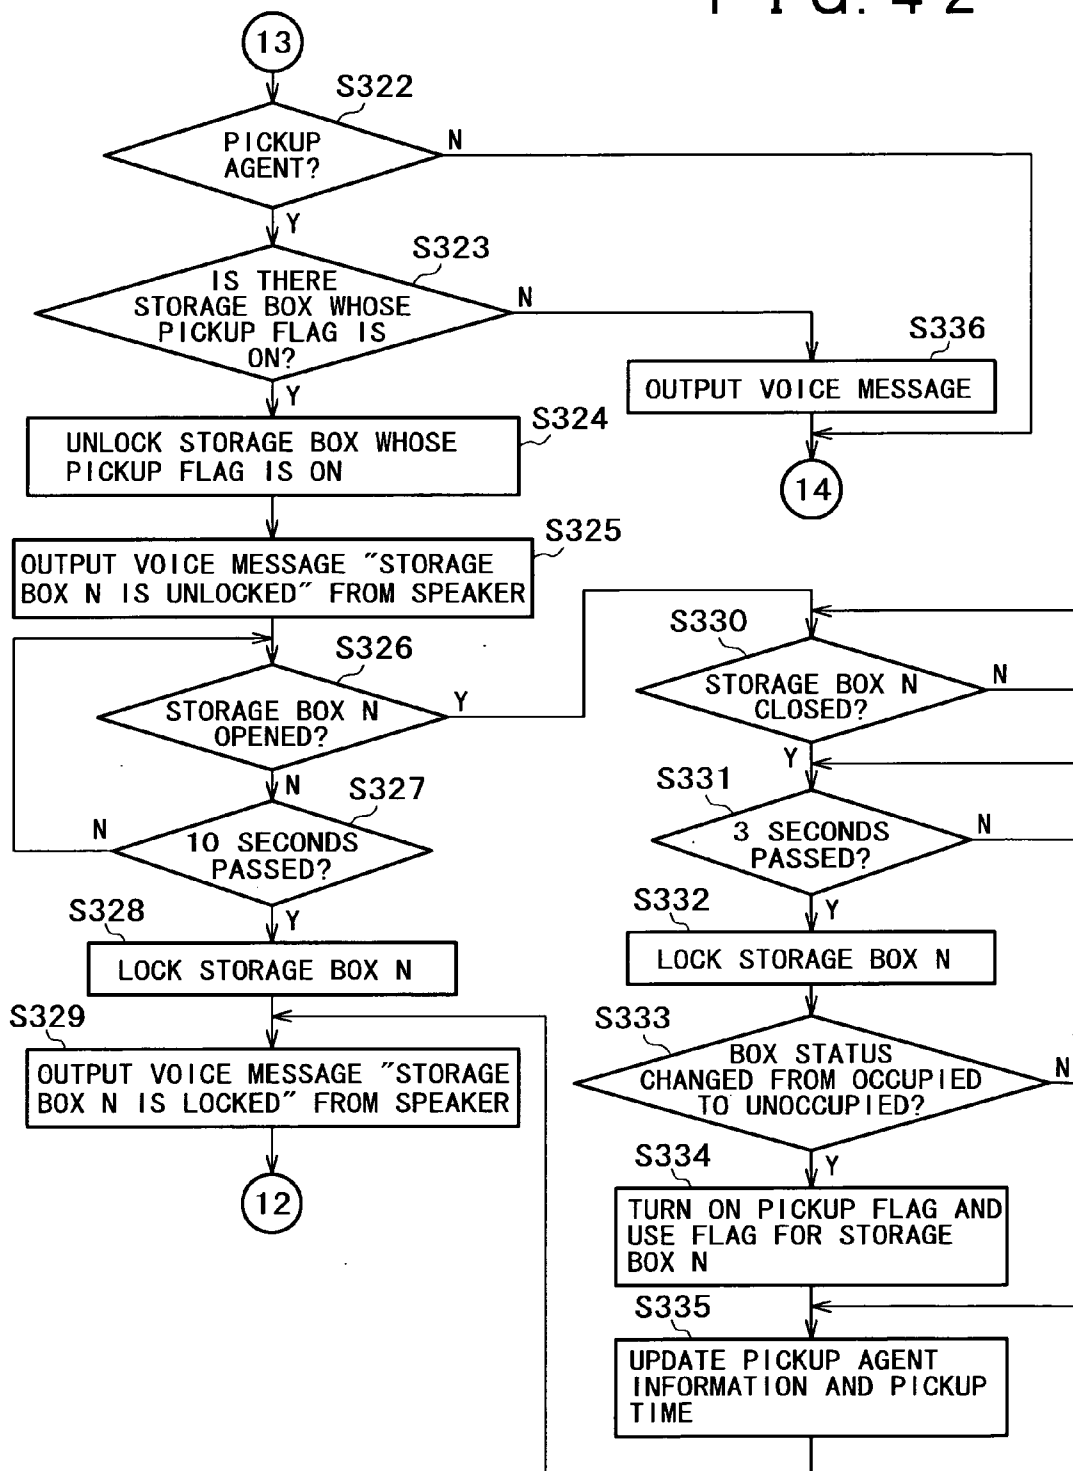 FIG. 42
13
S322
PICKUP
AGENT?
N
Y
S323
IS THERE
STORAGE BOX WHOSE
PICKUP FLAG IS
ON?
N
Y
S336
OUTPUT VOICE MESSAGE
14
S324
UNLOCK STORAGE BOX WHOSE
PICKUP FLAG IS ON
S325
OUTPUT VOICE MESSAGE "STORAGE
BOX N IS UNLOCKED" FROM SPEAKER
S326
STORAGE BOX N
OPENED?
Y
N
S327
10 SECONDS
PASSED?
N
Y
S328
LOCK STORAGE BOX N
S329
OUTPUT VOICE MESSAGE "STORAGE
BOX N IS LOCKED" FROM SPEAKER
12
S330
STORAGE BOX N
CLOSED?
N
Y
S331
3 SECONDS
PASSED?
N
Y
S332
LOCK STORAGE BOX N
S333
BOX STATUS
CHANGED FROM OCCUPIED
TO UNOCCUPIED?
N
Y
S334
TURN ON PICKUP FLAG AND
USE FLAG FOR STORAGE
BOX N
S335
UPDATE PICKUP AGENT
INFORMATION AND PICKUP
TIME